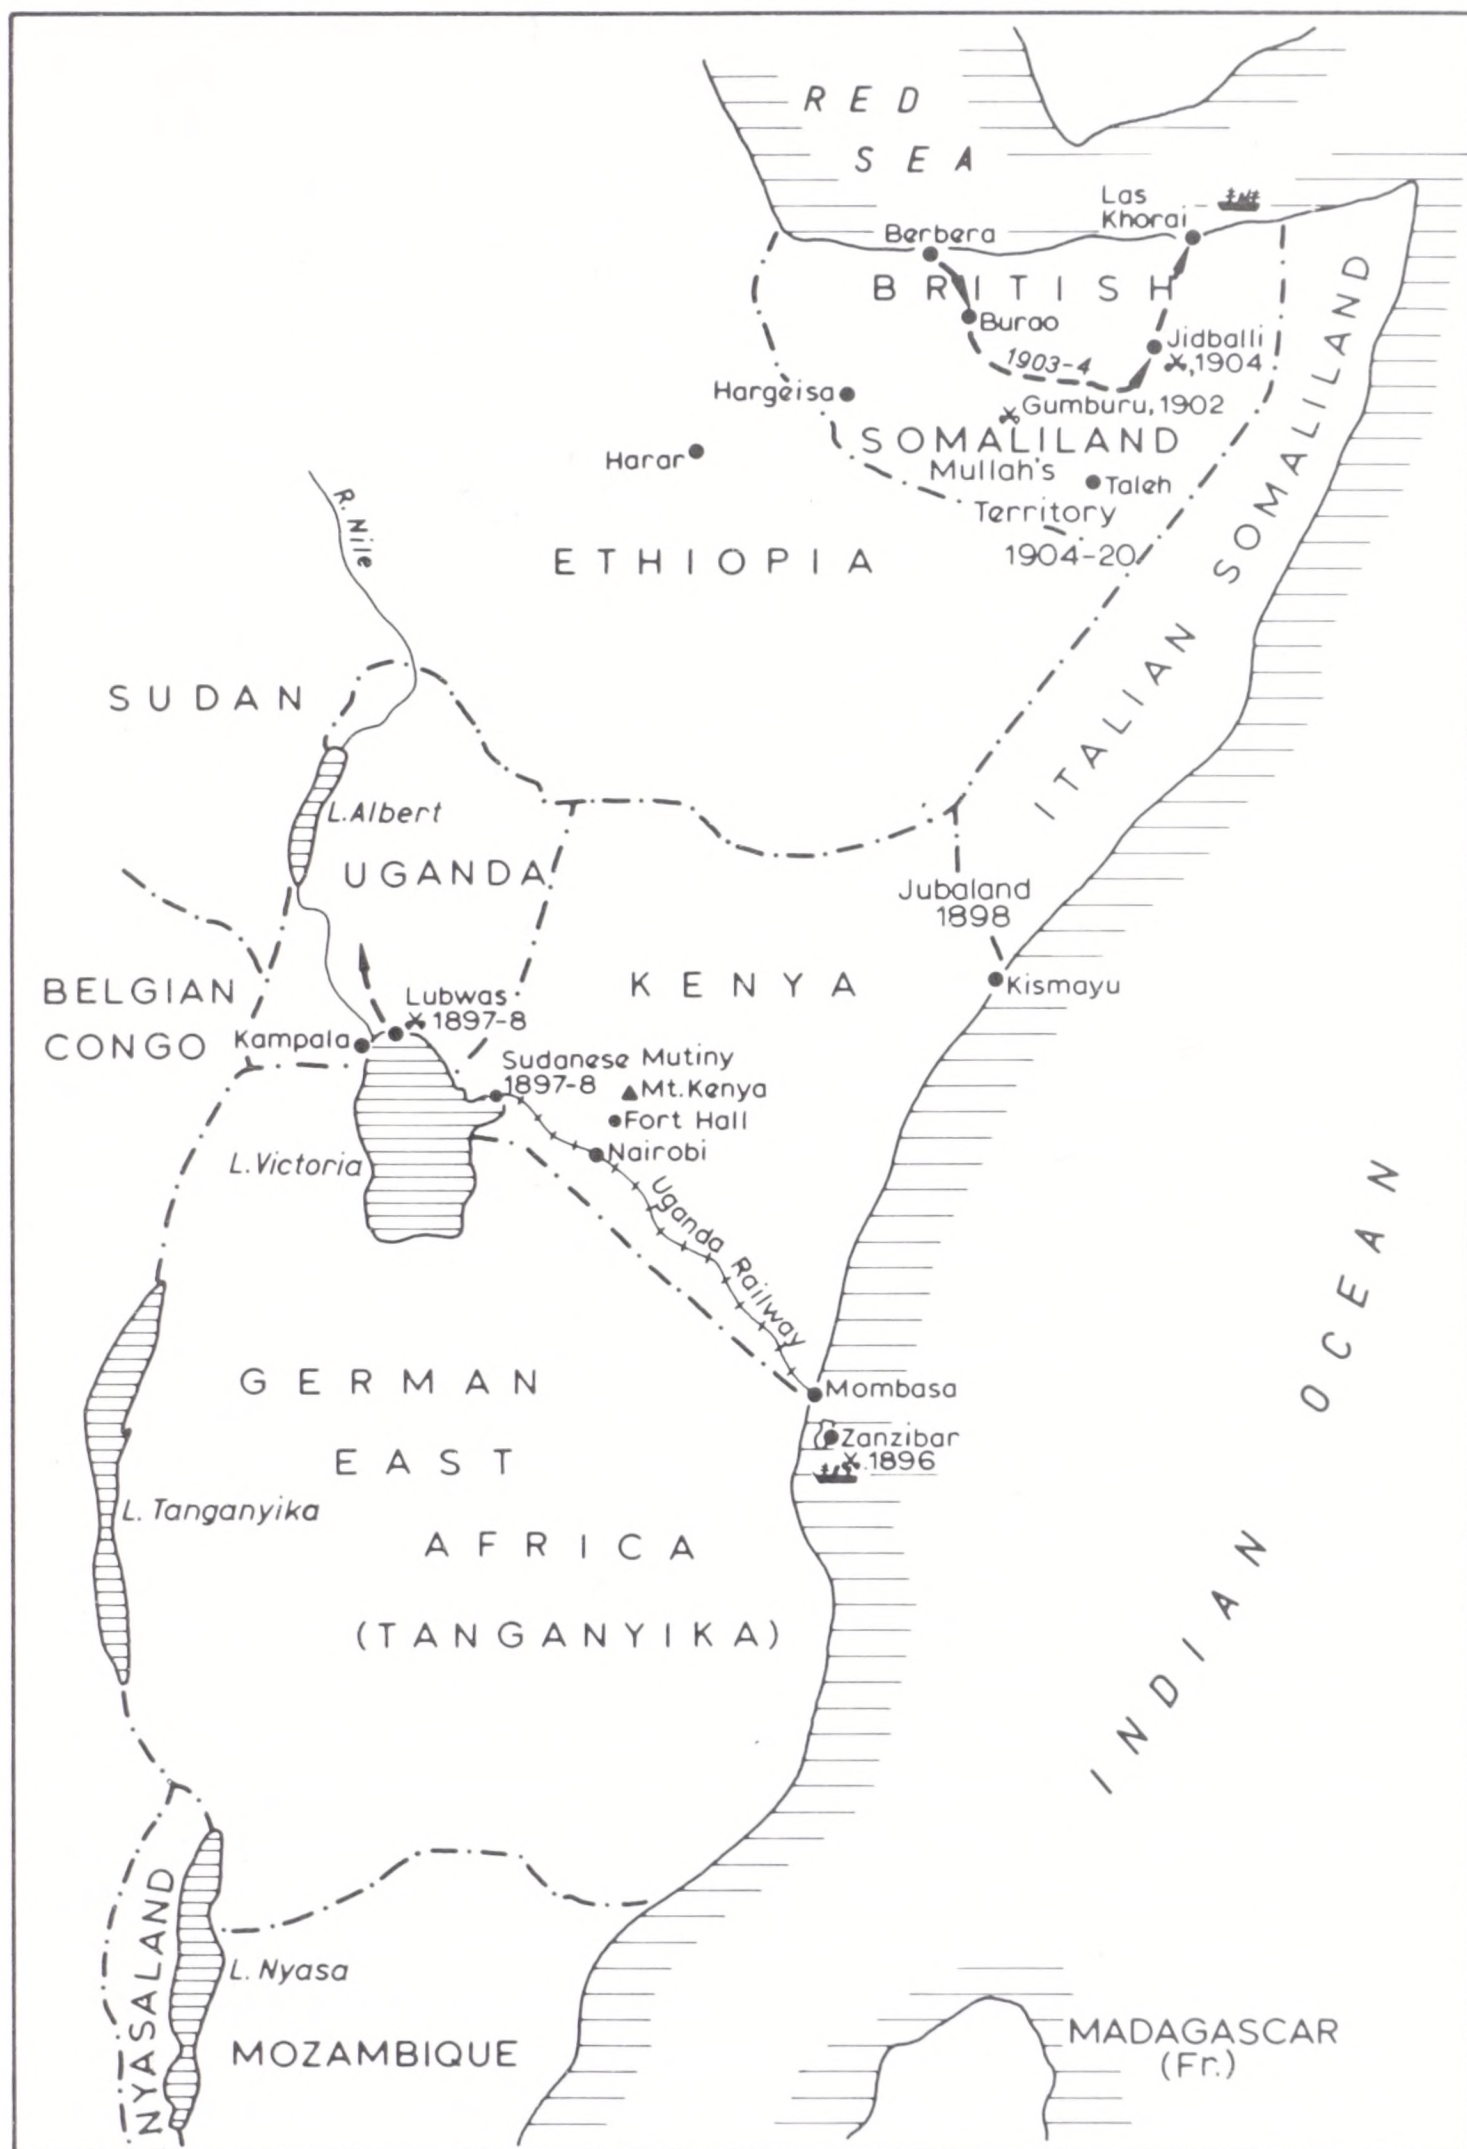 RED
SEA
Las
Khorai
Berbera
BRITISH
Burao
Jidballi
,1904
1903-4
Hargeisa
Gumburu, 1902
SOMALILAND
Harar
Mullah's
Taleh
Territory
1904-20
R. Nile
ETHIOPIA
ITALIAN SOMALILAND
SUDAN
L. Albert
UGANDA
Jubaland
1898
BELGIAN
CONGO
KENYA
Kismayu
Lubwas
1897-8
Kampala
Sudanese Mutiny
1897-8
Mt. Kenya
Fort Hall
Nairobi
L. Victoria
Uganda Railway
INDIAN OCEAN
GERMAN
EAST
AFRICA
(TANGANYIKA)
Mombasa
Zanzibar
1896
L. Tanganyika
NYASALAND
L. Nyasa
MOZAMBIQUE
MADAGASCAR
(Fr.)